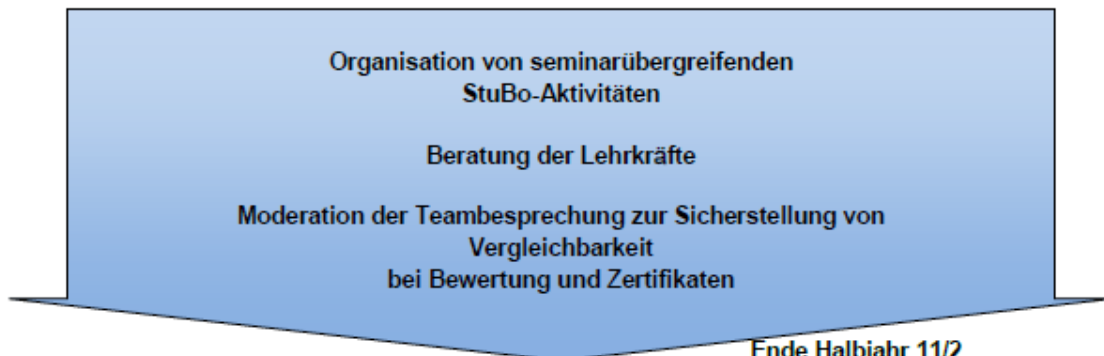 Organisation von seminarübergreifenden
StuBo-Aktivitäten
Beratung der Lehrkräfte
Moderation der Teambesprechung zur Sicherstellung von
Vergleichbarkeit
bei Bewertung und Zertifikaten
Ende Halbjahr 11/2